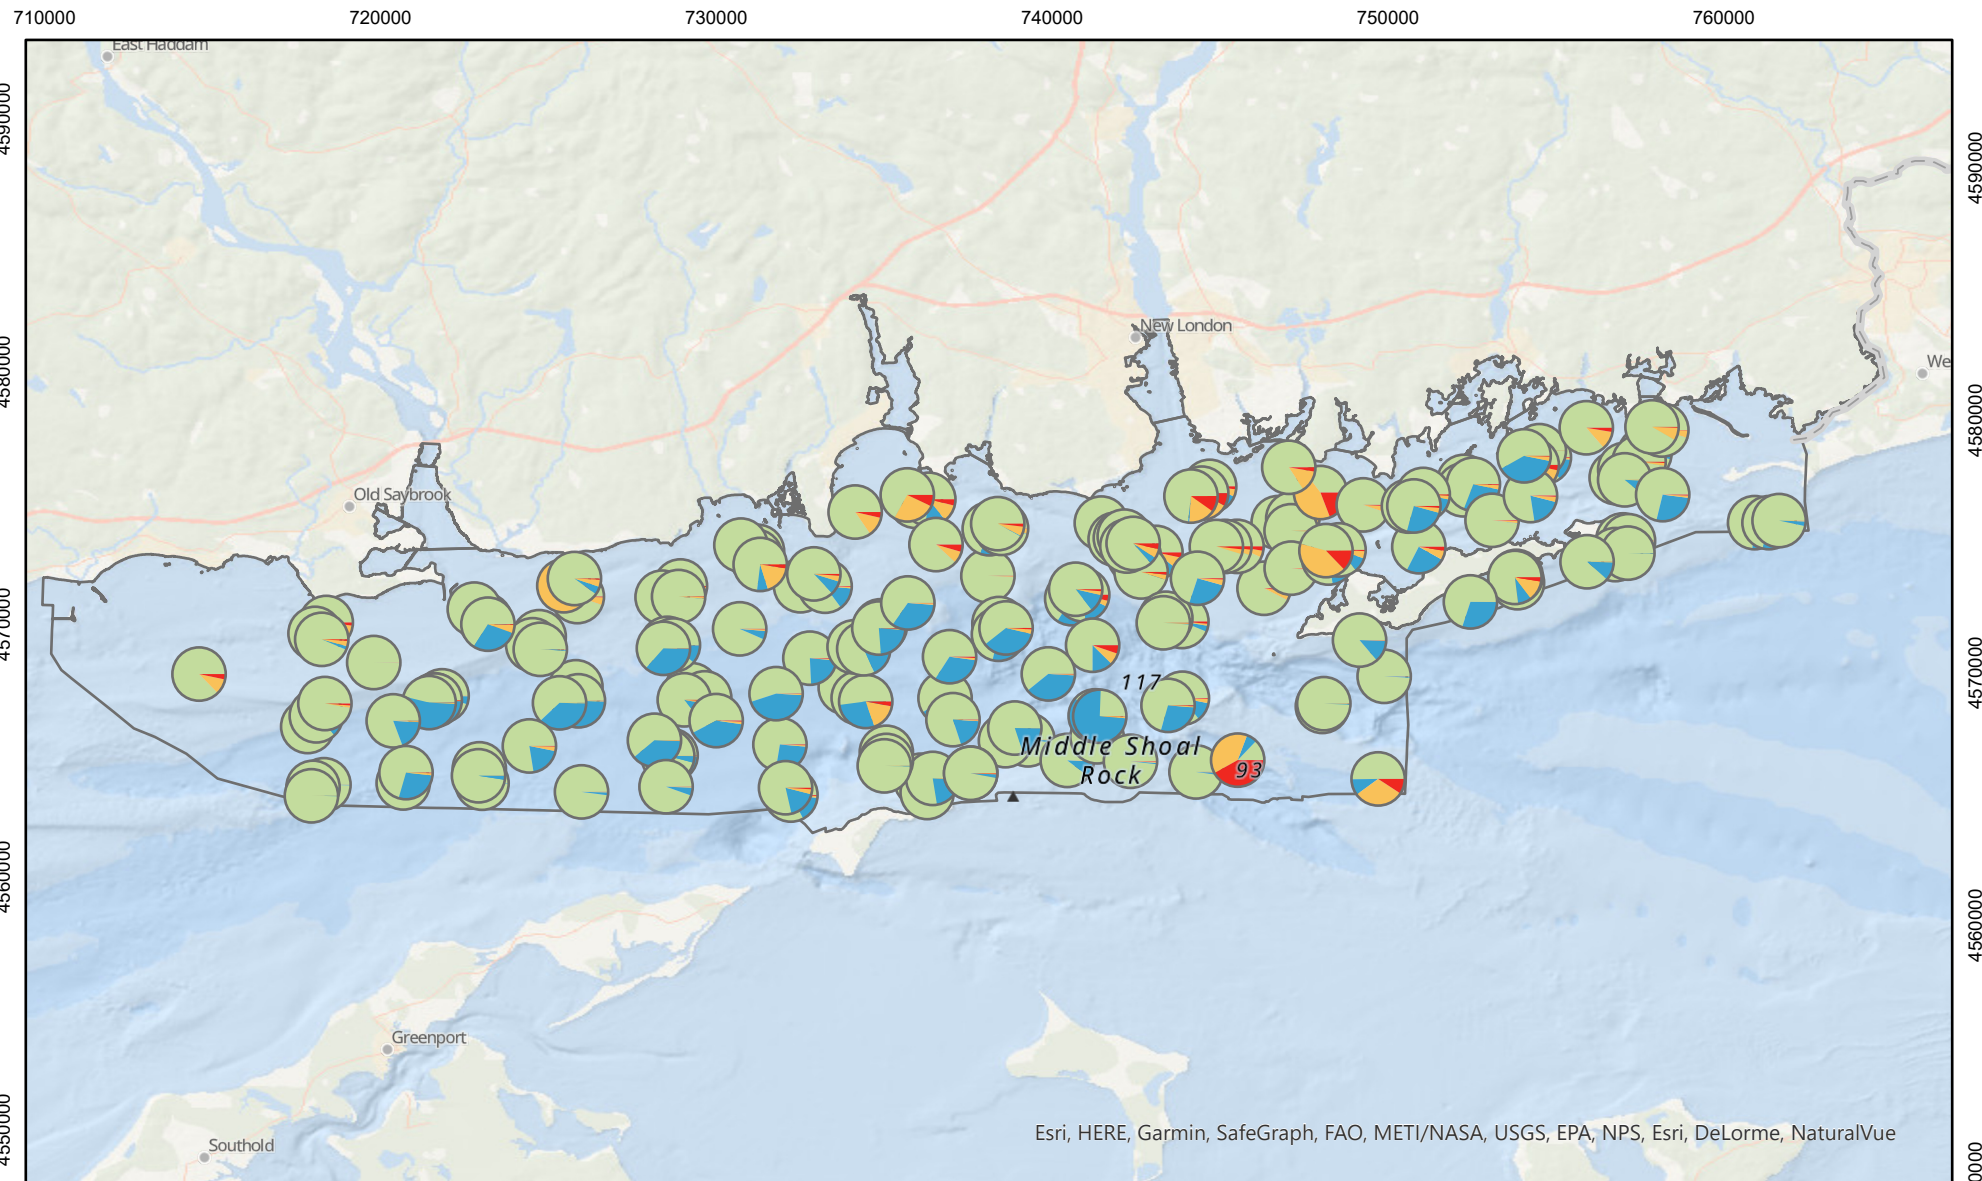 710000 720000 730000 740000 750000 760000
East Haddam
4590000
4590000
New London
4580000
We
4580000
Old Saybrook
4570000
4570000
117
Middle Shoal
Rock
93
4560000
4560000
Greenport
4550000
Esri, HERE, Garmin, SafeGraph, FAO, METI/NASA, USGS, EPA, NPS, Esri, DeLorme, NaturalVue
Southold